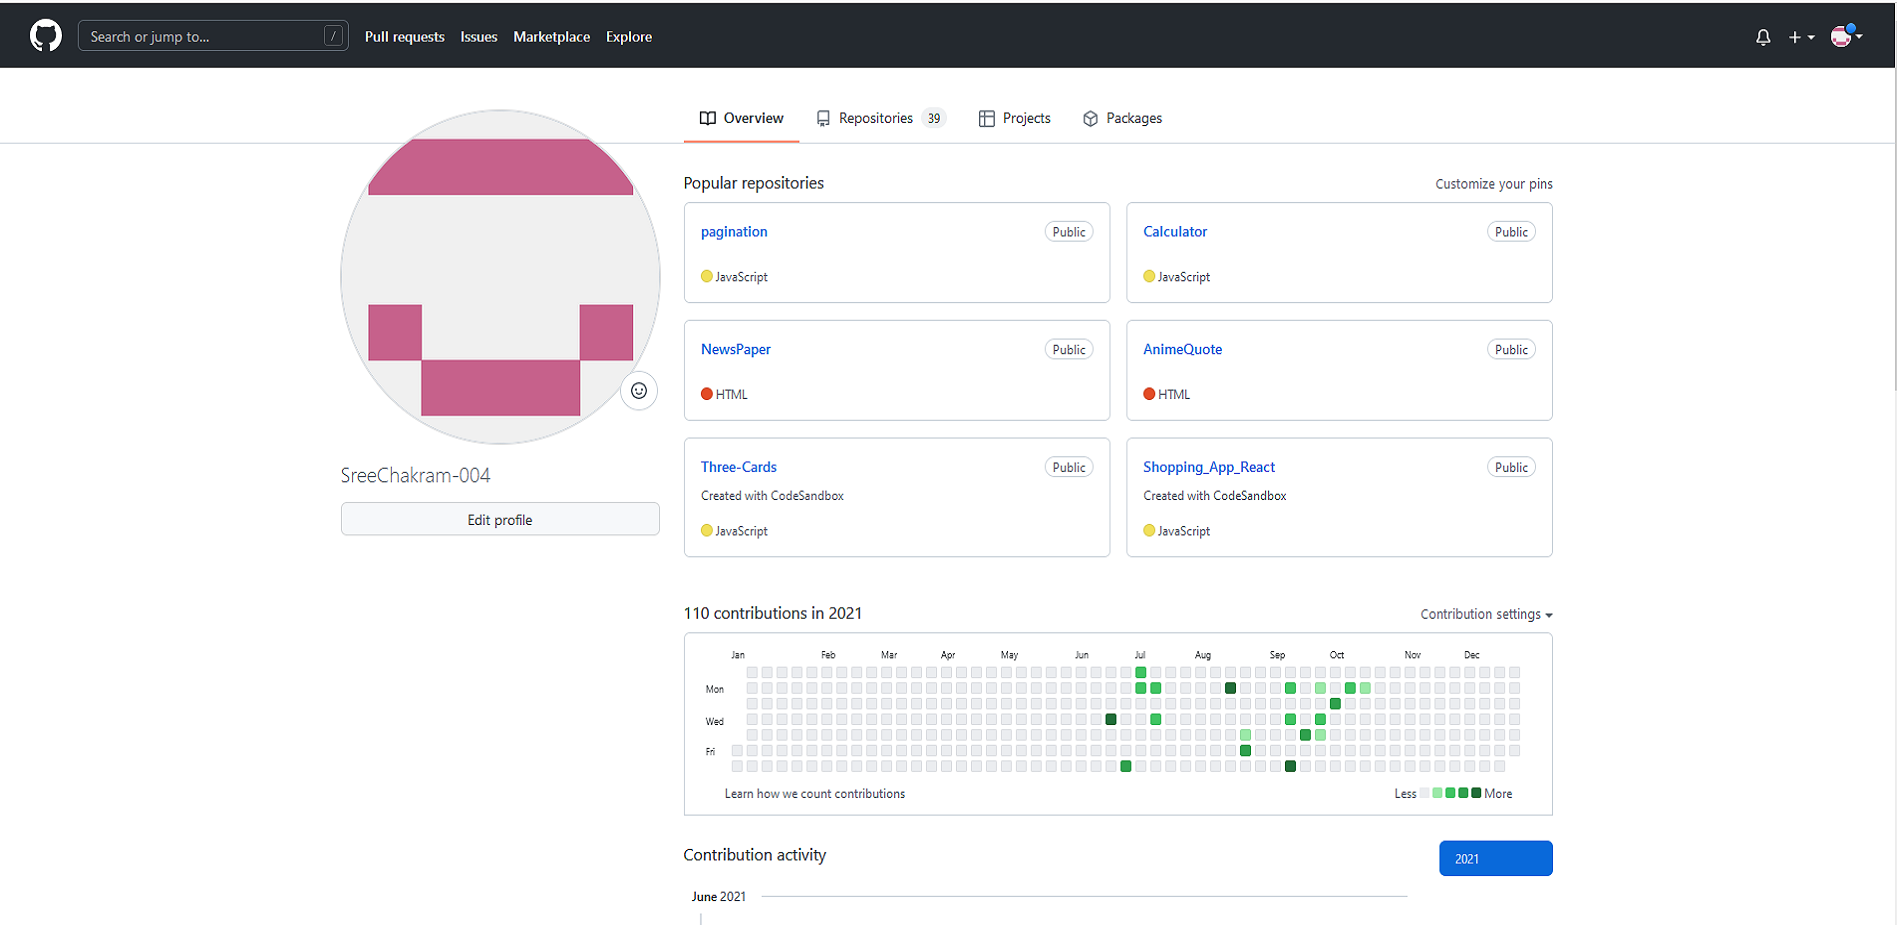 Search or jump to... /
Pull requests Issues Marketplace Explore
Overview Repositories 39 Projects Packages
SreeChakram-004
Edit profile
Popular repositories Customize your pins
pagination Public
JavaScript
Calculator Public
JavaScript
NewsPaper Public
HTML
AnimeQuote Public
HTML
Three-Cards Public
Created with CodeSandbox
JavaScript
Shopping_App_React Public
Created with CodeSandbox
JavaScript
110 contributions in 2021 Contribution settings
Jan Feb Mar Apr May Jun Jul Aug Sep Oct Nov Dec
Mon
Wed
Fri
Learn how we count contributions Less More
Contribution activity 2021
June 2021